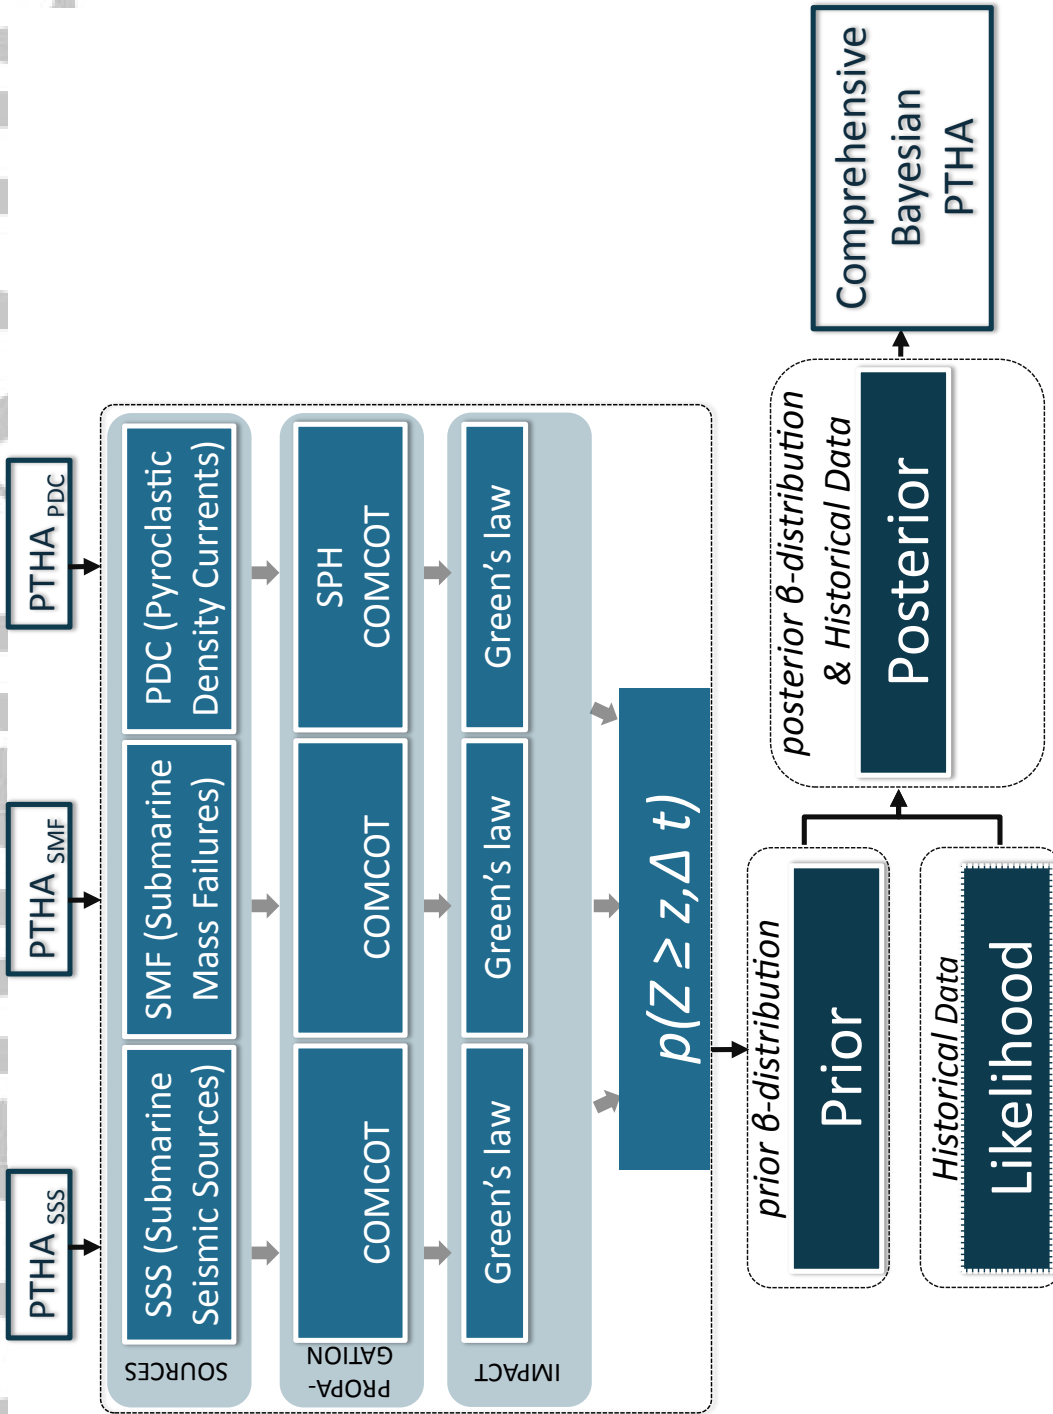 PTHA SSS
PTHA SMF
PTHA PDC
SOURCES
SSS (Submarine
Seismic Sources)
SMF (Submarine
Mass Failures)
PDC (Pyroclastic
Density Currents)
PROPA-
GATION
COMCOT
COMCOT
SPH
COMCOT
IMPACT
Green’s law
Green’s law
Green’s law
p(Z ≥ z,Δ t)
prior β-distribution
Prior
Historical Data
Likelihood
posterior β-distribution
& Historical Data
Posterior
Comprehensive
Bayesian
PTHA